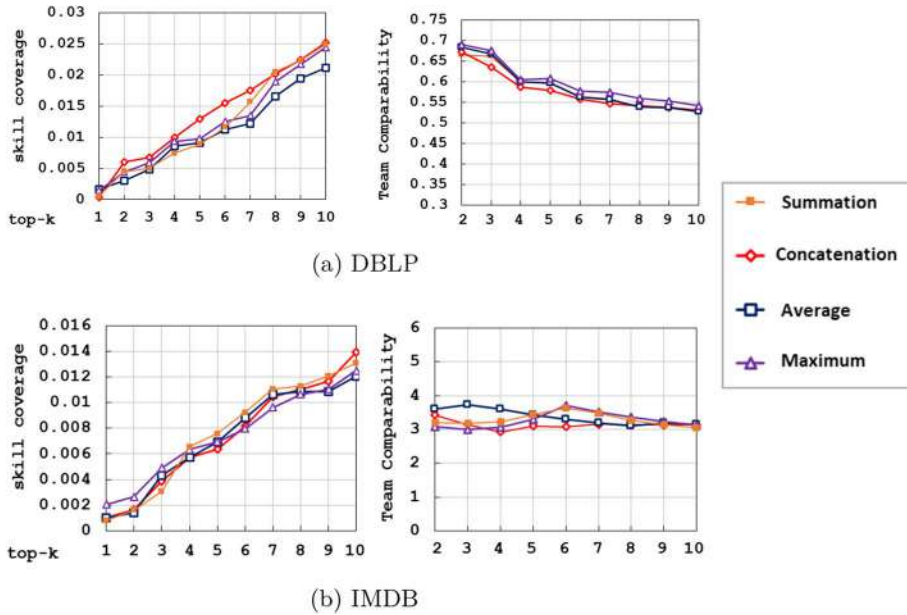 skill coverage
0.03
0.025
0.02
0.015
0.01
0.005
0
top-k
1 2 3 4 5 6 7 8 9 10
Team Comparability
0.75
0.7
0.65
0.6
0.55
0.5
0.45
0.4
0.35
0.3
2 3 4 5 6 7 8 9 10
(a) DBLP
Summation
Concatenation
Average
Maximum
skill coverage
0.016
0.014
0.012
0.01
0.008
0.006
0.004
0.002
0
top-k
1 2 3 4 5 6 7 8 9 10
Team Comparability
6
5
4
3
2
1
0
2 3 4 5 6 7 8 9 10
(b) IMDB